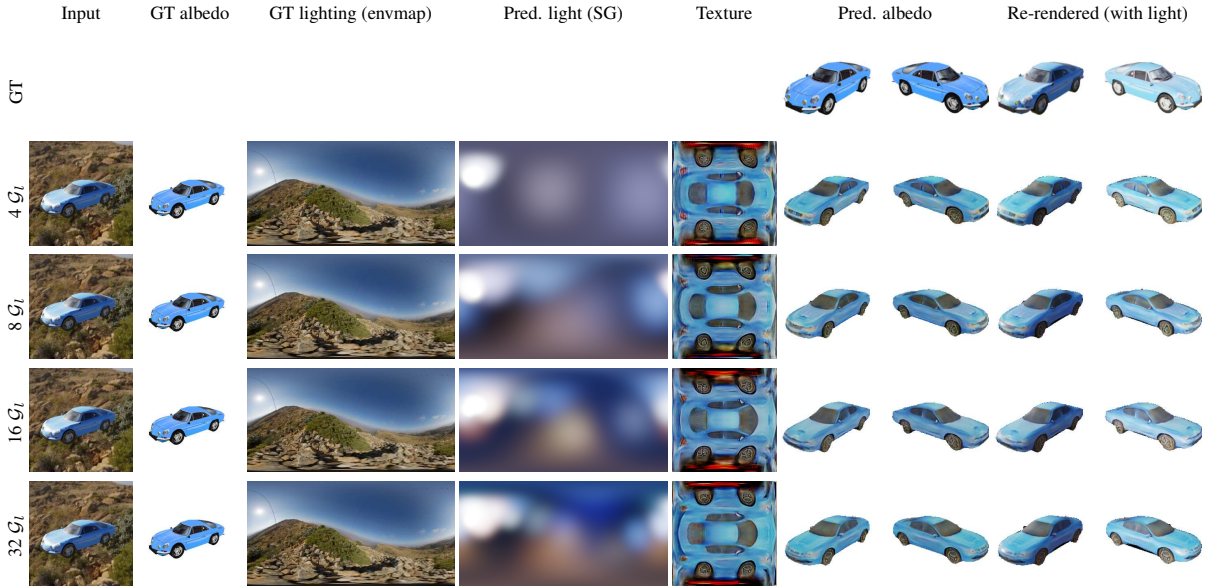 Input GT albedo GT lighting (envmap) Pred. light (SG) Texture Pred. albedo Re-rendered (with light)
GT
4 𝒢ₗ
8 𝒢ₗ
16 𝒢ₗ
32 𝒢ₗ